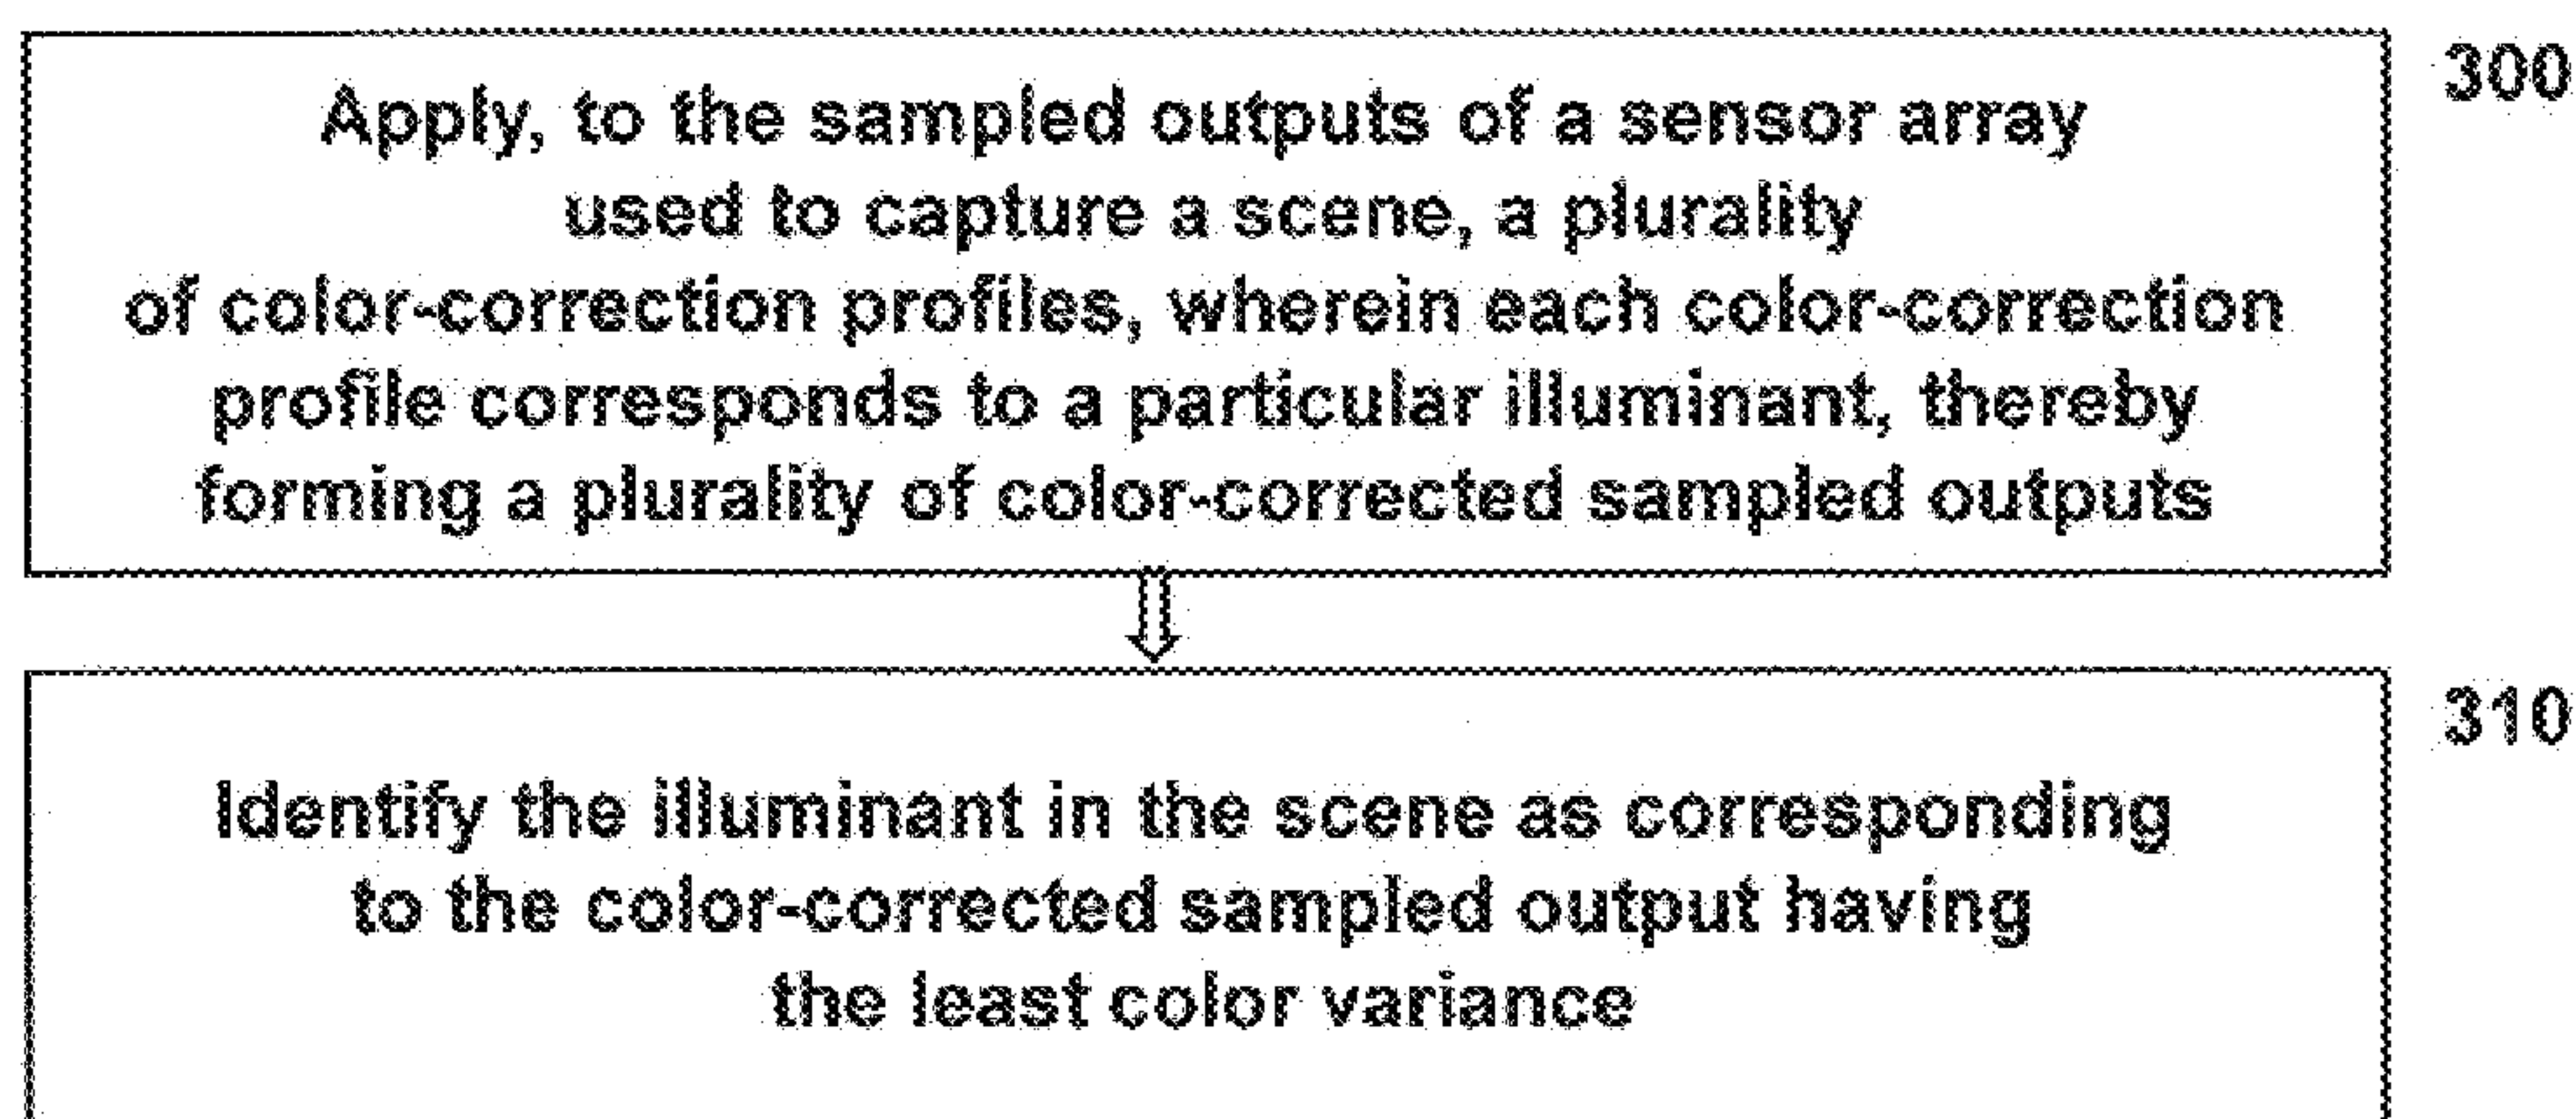 300
Apply, to the sampled outputs of a sensor array
used to capture a scene, a plurality
of color-correction profiles, wherein each color-correction
profile corresponds to a particular illuminant, thereby
forming a plurality of color-corrected sampled outputs
310
Identify the illuminant in the scene as corresponding
to the color-corrected sampled output having
the least color variance